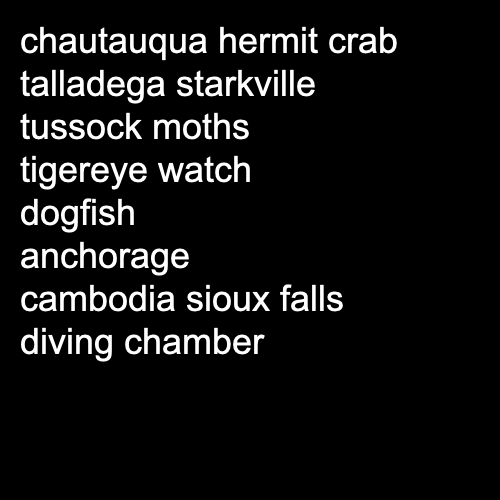 chautauqua hermit crab
talladega starkville
tussock moths
tigereye watch
dogfish
anchorage
cambodia sioux falls
diving chamber